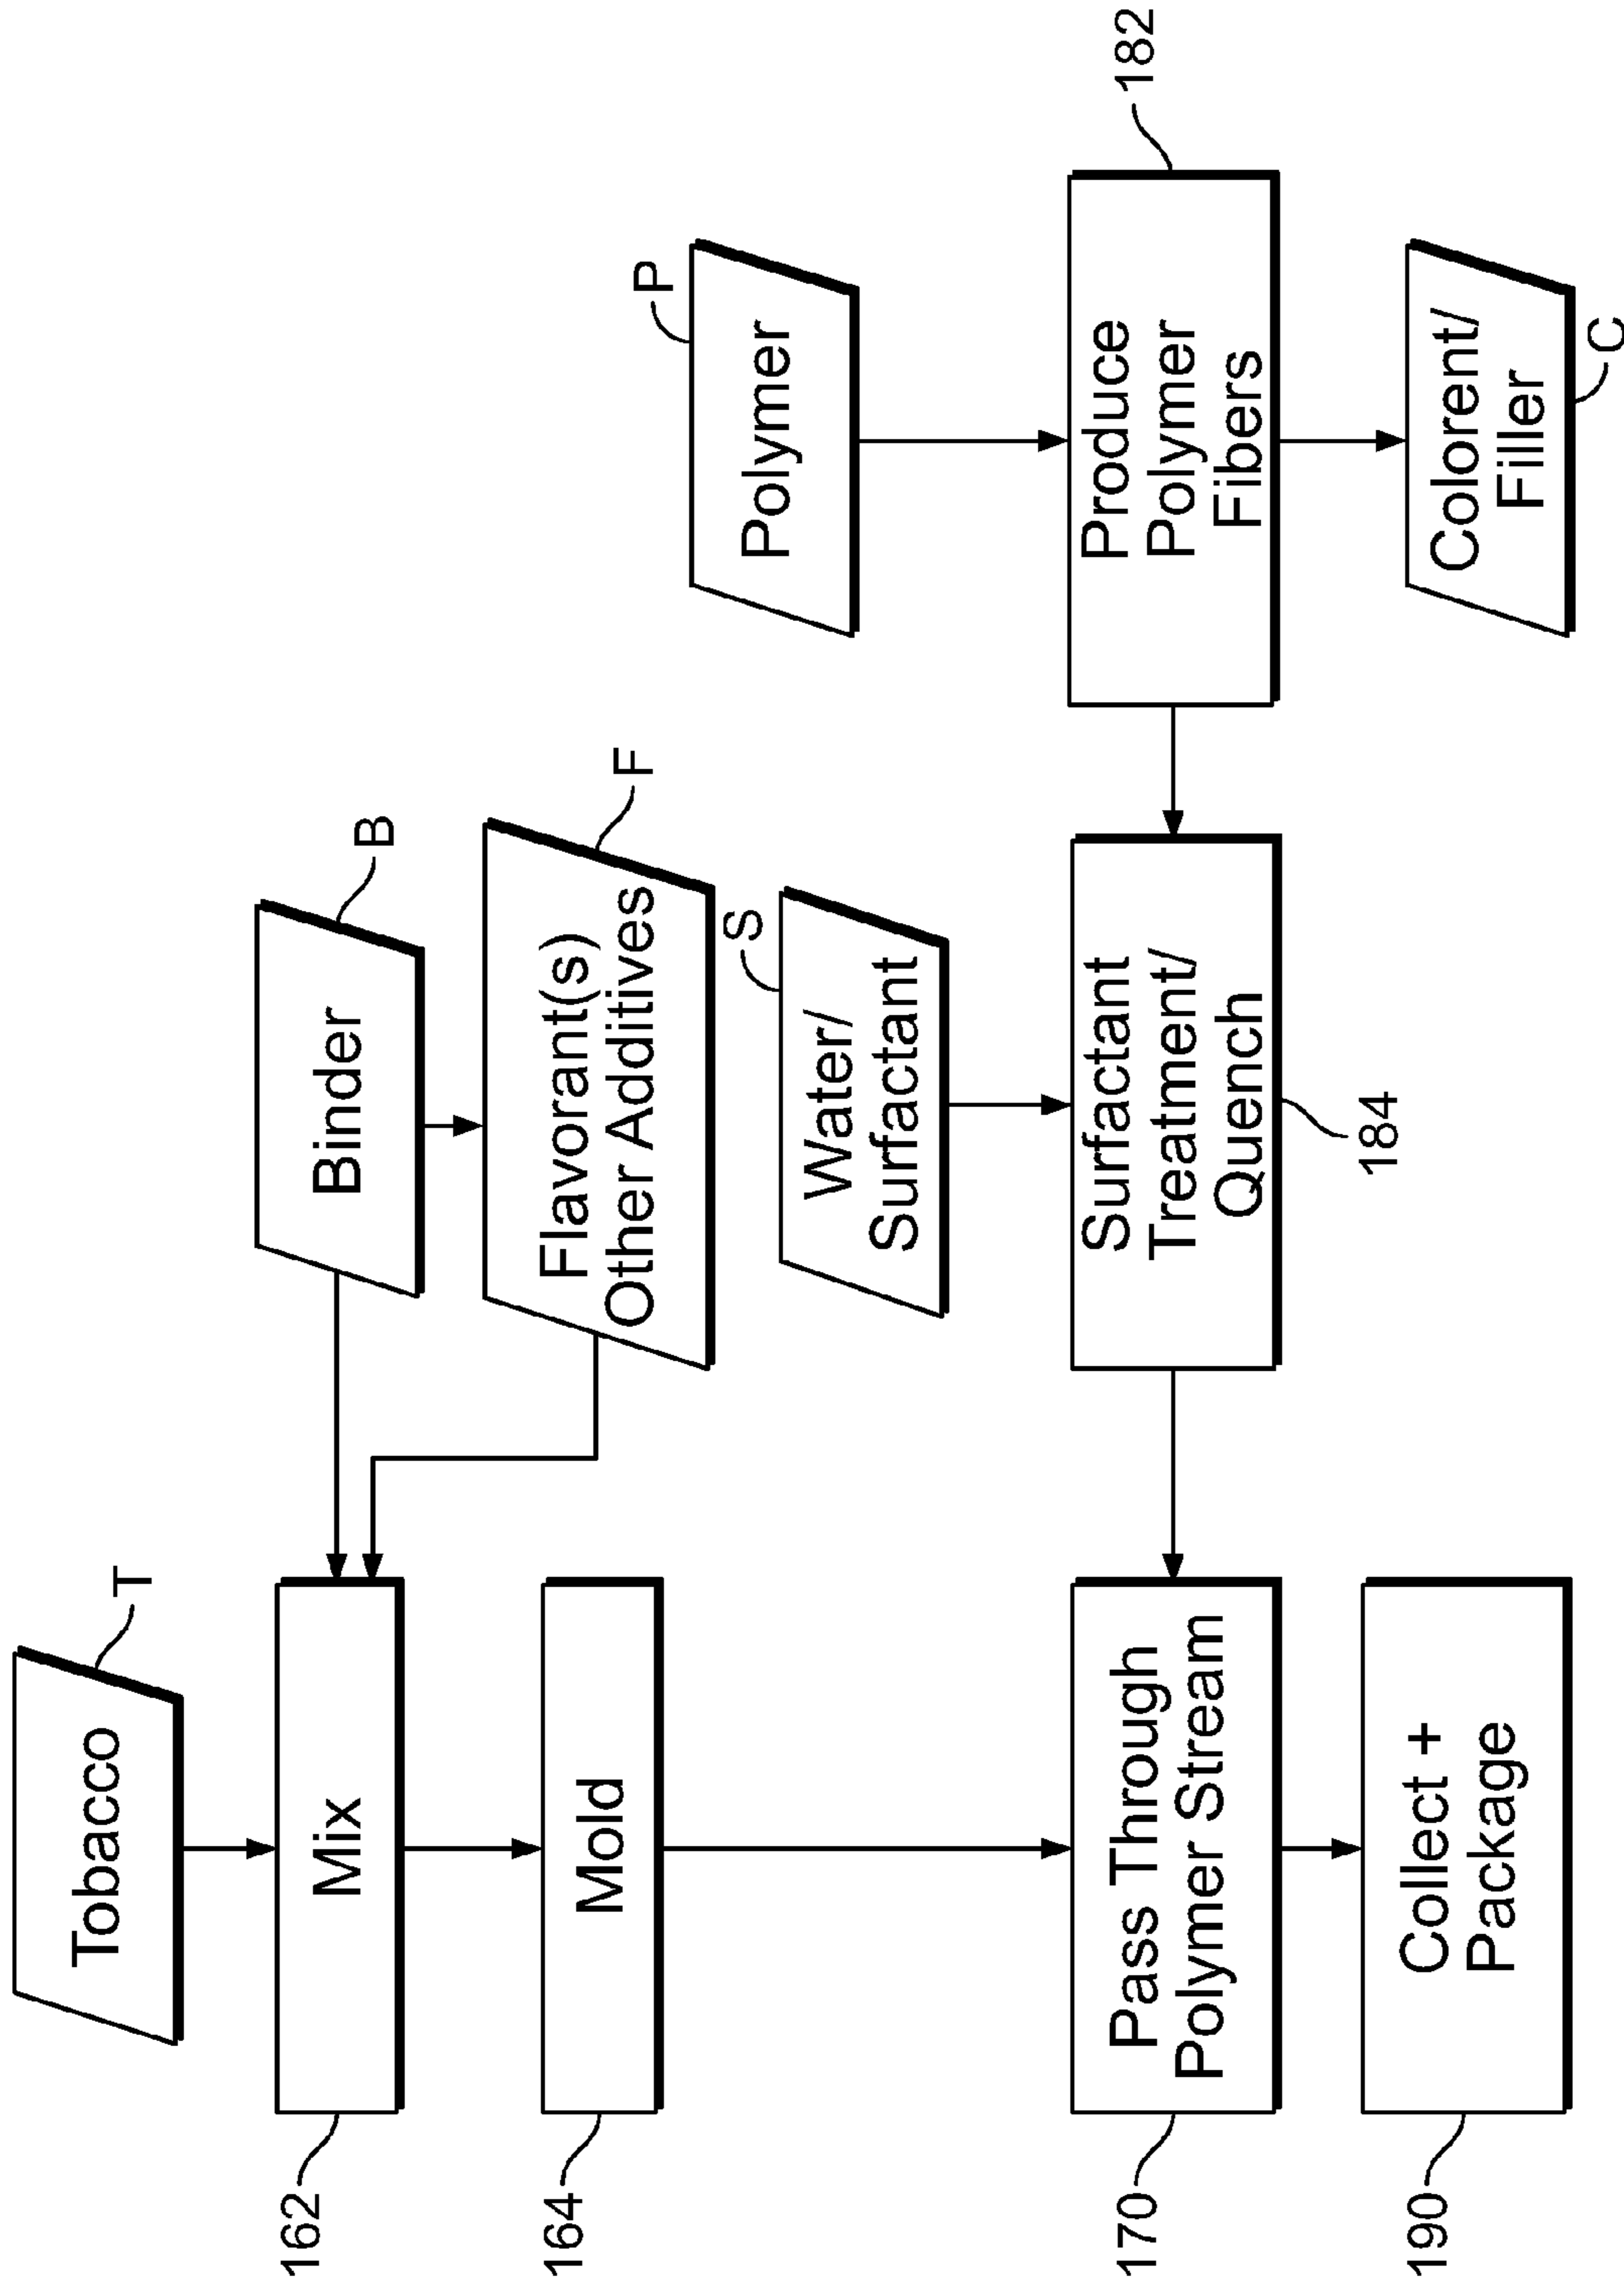 Tobacco
T
Binder
B
162
Mix
Flavorant(s)
Other Additives
F
164
Mold
Water/
Surfactant
S
Polymer
P
170
Pass Through
Polymer Stream
Surfactant
Treatment/
Quench
184
Produce
Polymer
Fibers
182
190
Collect +
Package
Colorent/
Filler
C